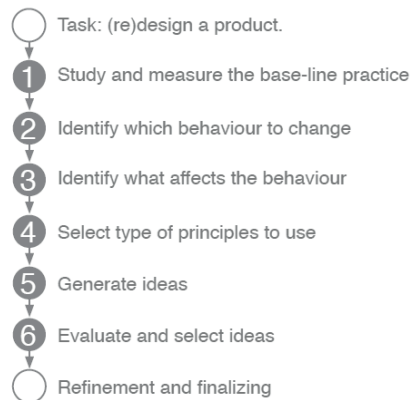 Task: (re)design a product.
1 Study and measure the base-line practice
2 Identify which behaviour to change
3 Identify what affects the behaviour
4 Select type of principles to use
5 Generate ideas
6 Evaluate and select ideas
Refinement and finalizing